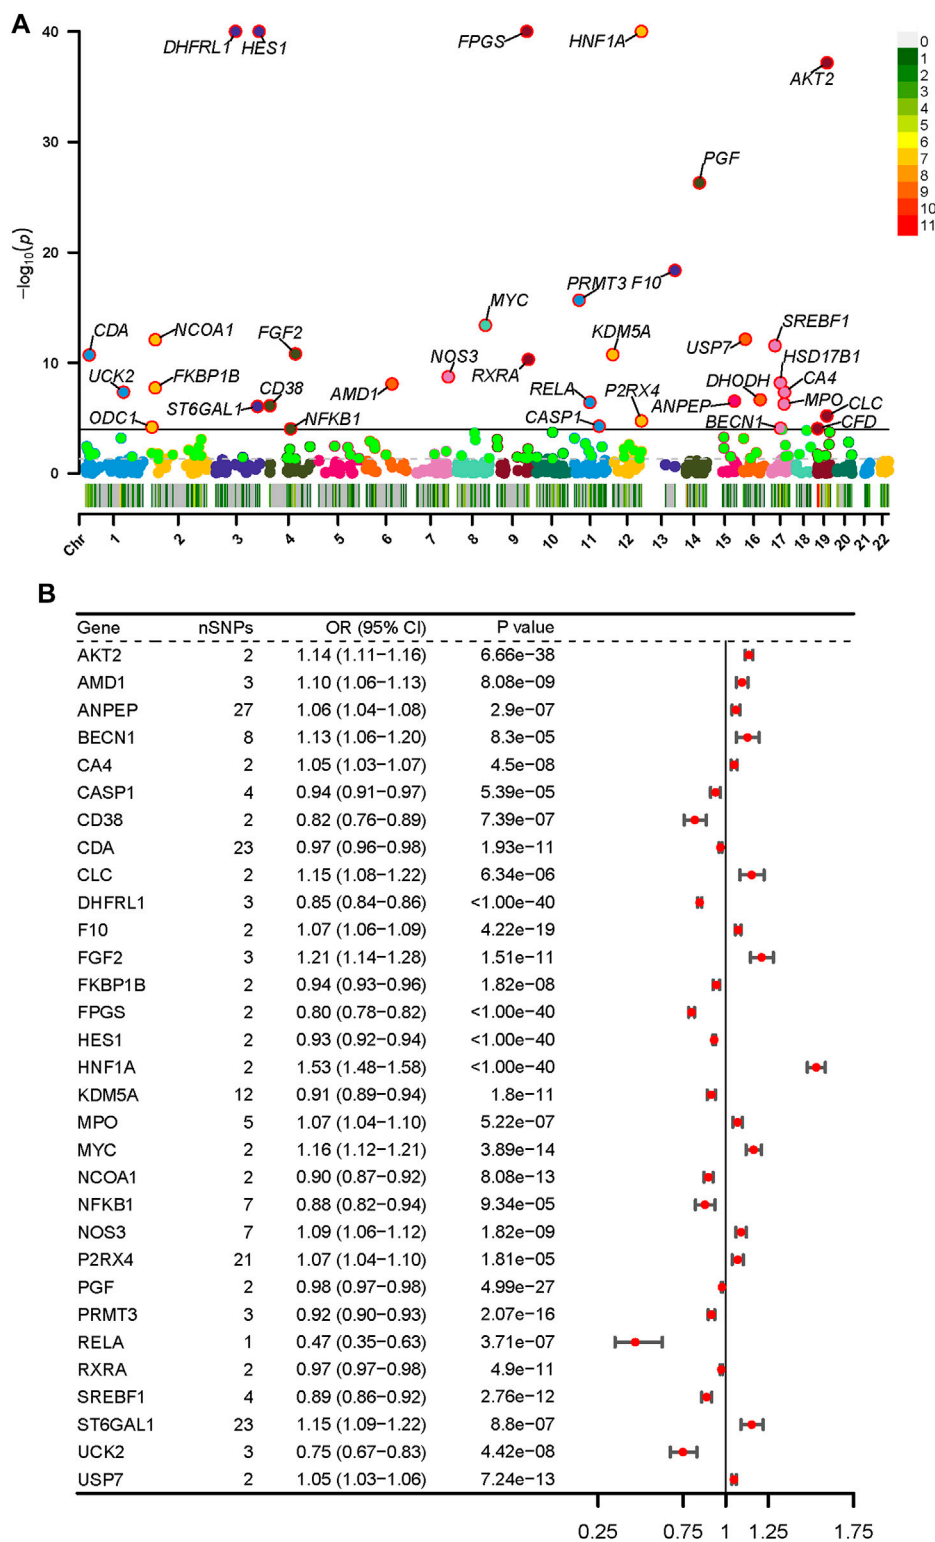 A
40
30
20
10
0
−log10(p)
DHFRL1 HES1 FPGS HNF1A
AKT2
PGF
PRMT3 F10
MYC
CDA NCOA1 FGF2 KDM5A SREBF1
USP7
NOS3 HSD17B1
UCK2 FKBP1B RXRA
CD38 AMD1 RELA P2RX4 DHODH CA4
ST6GAL1 ANPEP MPO CLC
ODC1 NFKB1 CASP1 BECN1 CFD
0
1
2
3
4
5
6
7
8
9
10
11
Chr 1 2 3 4 5 6 7 8 9 10 11 12 13 14 15 16 17 18 19 20 21 22
B
Gene nSNPs OR (95% CI) P value
AKT2 2 1.14 (1.11−1.16) 6.66e−38
AMD1 3 1.10 (1.06−1.13) 8.08e−09
ANPEP 27 1.06 (1.04−1.08) 2.9e−07
BECN1 8 1.13 (1.06−1.20) 8.3e−05
CA4 2 1.05 (1.03−1.07) 4.5e−08
CASP1 4 0.94 (0.91−0.97) 5.39e−05
CD38 2 0.82 (0.76−0.89) 7.39e−07
CDA 23 0.97 (0.96−0.98) 1.93e−11
CLC 2 1.15 (1.08−1.22) 6.34e−06
DHFRL1 3 0.85 (0.84−0.86) <1.00e−40
F10 2 1.07 (1.06−1.09) 4.22e−19
FGF2 3 1.21 (1.14−1.28) 1.51e−11
FKBP1B 2 0.94 (0.93−0.96) 1.82e−08
FPGS 2 0.80 (0.78−0.82) <1.00e−40
HES1 2 0.93 (0.92−0.94) <1.00e−40
HNF1A 2 1.53 (1.48−1.58) <1.00e−40
KDM5A 12 0.91 (0.89−0.94) 1.8e−11
MPO 5 1.07 (1.04−1.10) 5.22e−07
MYC 2 1.16 (1.12−1.21) 3.89e−14
NCOA1 2 0.90 (0.87−0.92) 8.08e−13
NFKB1 7 0.88 (0.82−0.94) 9.34e−05
NOS3 7 1.09 (1.06−1.12) 1.82e−09
P2RX4 21 1.07 (1.04−1.10) 1.81e−05
PGF 2 0.98 (0.97−0.98) 4.99e−27
PRMT3 3 0.92 (0.90−0.93) 2.07e−16
RELA 1 0.47 (0.35−0.63) 3.71e−07
RXRA 2 0.97 (0.97−0.98) 4.9e−11
SREBF1 4 0.89 (0.86−0.92) 2.76e−12
ST6GAL1 23 1.15 (1.09−1.22) 8.8e−07
UCK2 3 0.75 (0.67−0.83) 4.42e−08
USP7 2 1.05 (1.03−1.06) 7.24e−13
0.25 0.75 1 1.25 1.75